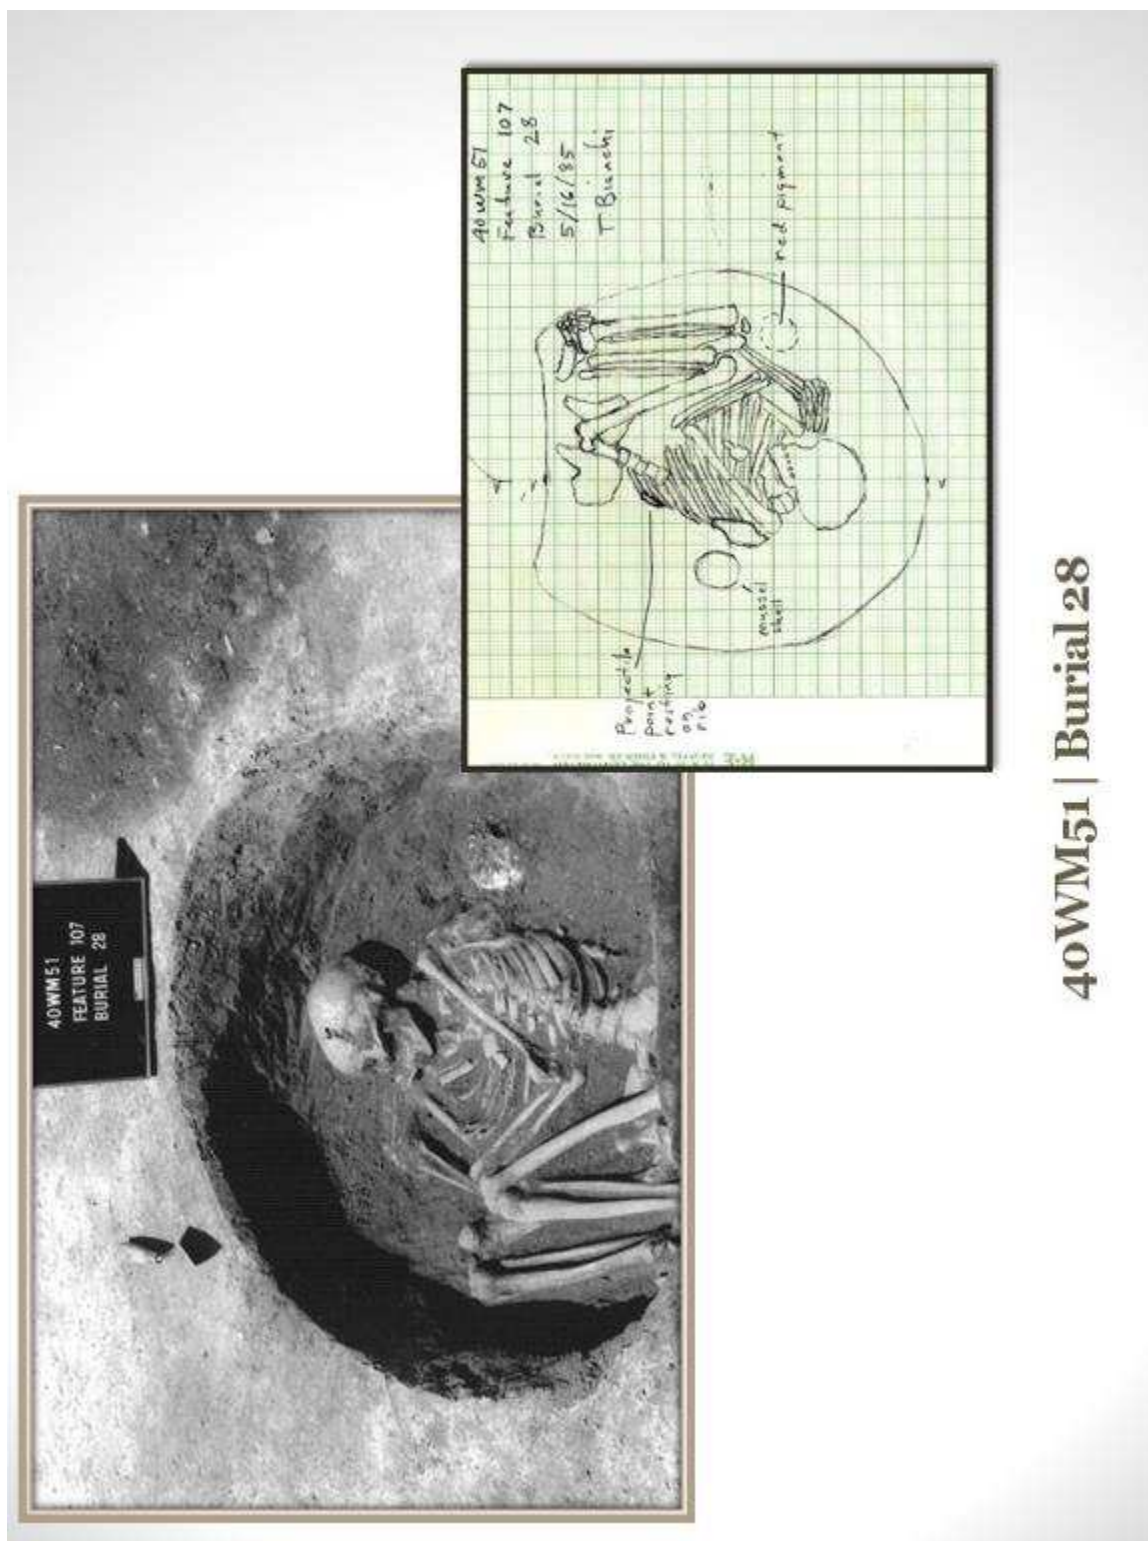 40WM51 | Burial 28
40WM51
FEATURE 107
BURIAL 28
40WM51
Feature 107
Burial 28
5/16/85
T. Bianchi
red pigment
mussel
shell
Projectile
point
resting
on
rib